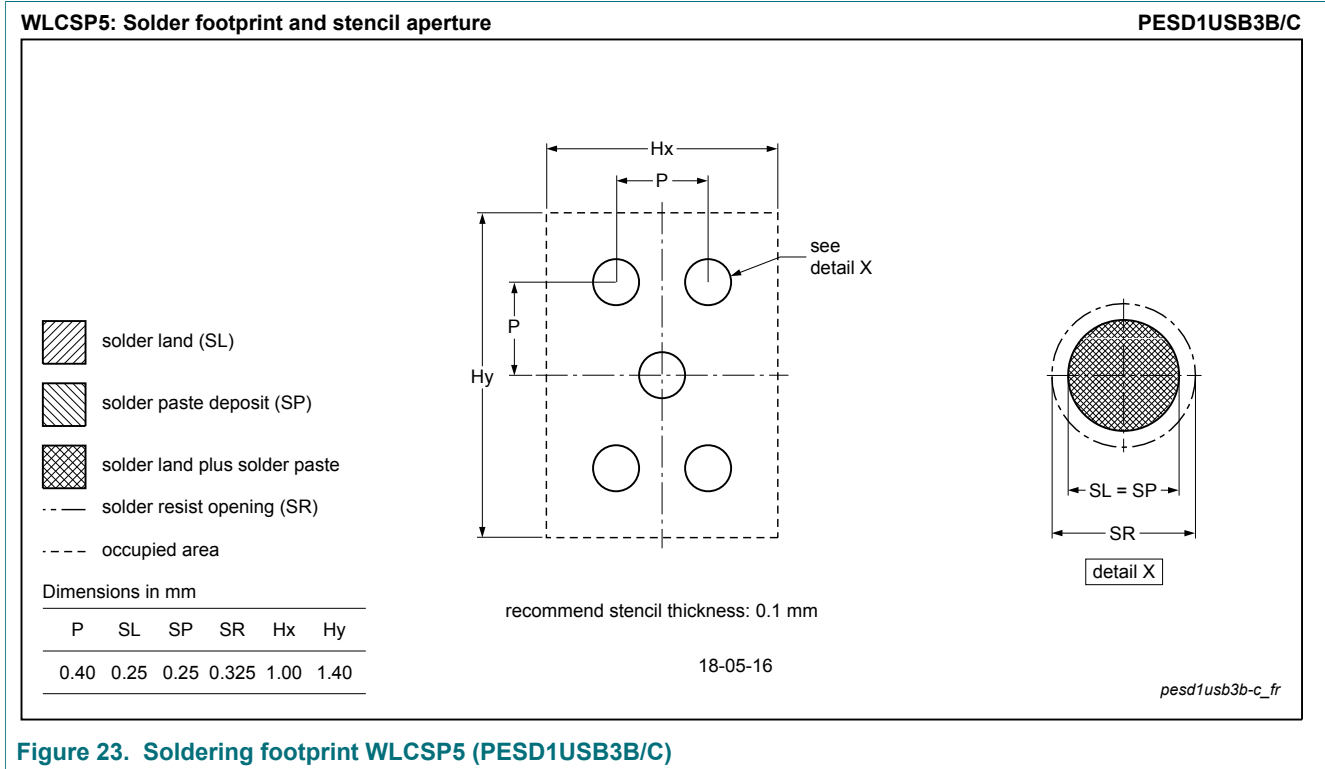 WLCSP5: Solder footprint and stencil aperture PESD1USB3B/C
Hx
P
see
detail X
P
Hy
solder land (SL)
solder paste deposit (SP)
solder land plus solder paste
solder resist opening (SR)
occupied area
SL = SP
SR
detail X
Dimensions in mm
P SL SP SR Hx Hy
0.40 0.25 0.25 0.325 1.00 1.40
recommend stencil thickness: 0.1 mm
18-05-16
pesd1usb3b-c_fr
Figure 23. Soldering footprint WLCSP5 (PESD1USB3B/C)